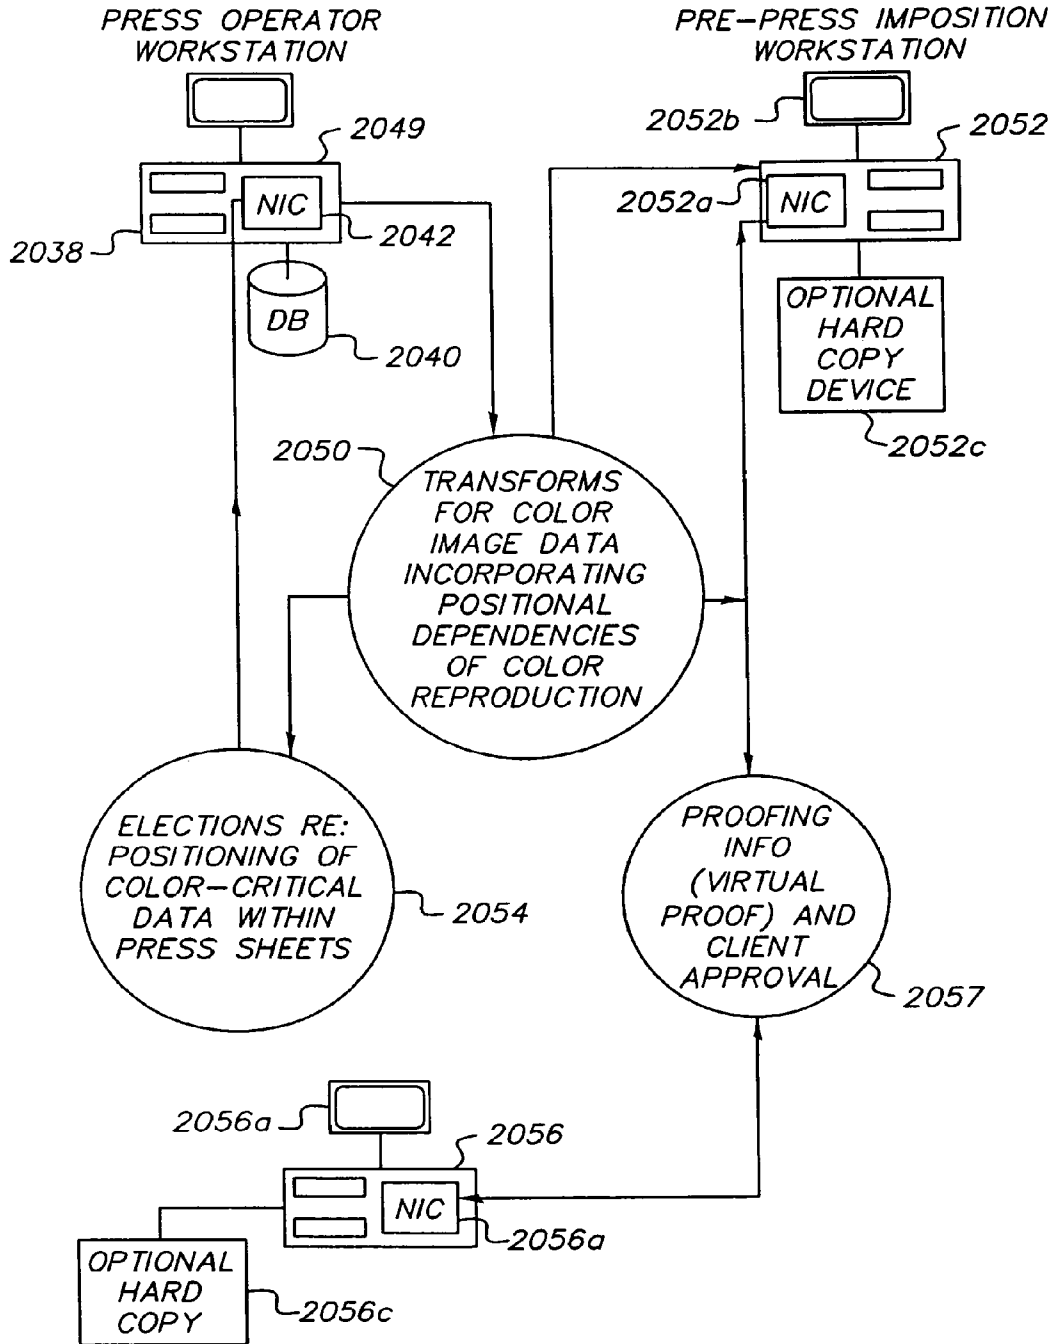 PRESS OPERATOR
WORKSTATION
PRE-PRESS IMPOSITION
WORKSTATION
2049
2052b
2052
NIC
2052a
NIC
2042
2038
DB
2040
OPTIONAL
HARD
COPY
DEVICE
2052c
2050
TRANSFORMS
FOR COLOR
IMAGE DATA
INCORPORATING
POSITIONAL
DEPENDENCIES
OF COLOR
REPRODUCTION
ELECTIONS RE:
POSITIONING OF
COLOR-CRITICAL
DATA WITHIN
PRESS SHEETS
2054
PROOFING
INFO
(VIRTUAL
PROOF) AND
CLIENT
APPROVAL
2057
2056a
2056
NIC
2056a
OPTIONAL
HARD
COPY
2056c